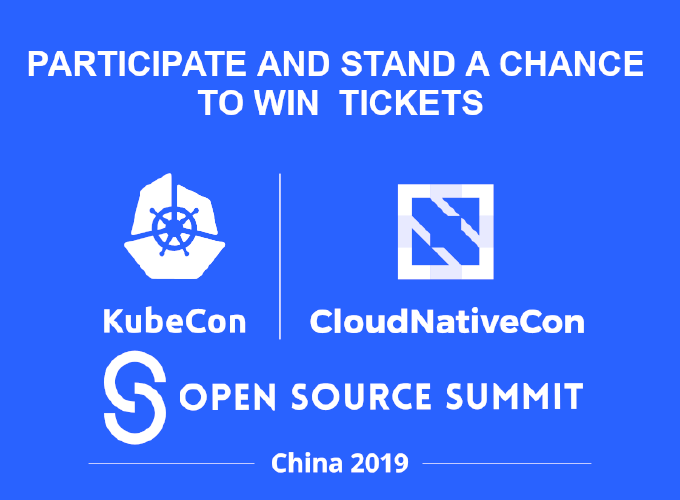 PARTICIPATE AND STAND A CHANCE
TO WIN TICKETS
KubeCon
CloudNativeCon
OPEN SOURCE SUMMIT
China 2019